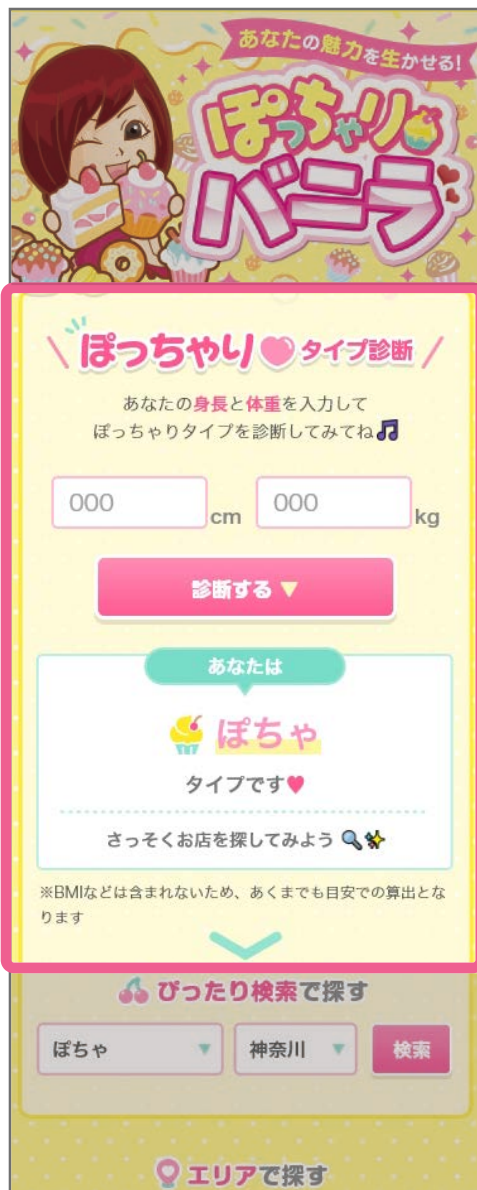 あなたの魅力を生かせる!
ぽっちゃり
バニラ
ぽっちゃり タイプ診断
あなたの身長と体重を入力して
ぽっちゃりタイプを診断してみてね🎵
000 cm 000 kg
診断する ▼
あなたは
ぽちゃ
タイプです♥
さっそくお店を探してみよう 🔍✨
※BMIなどは含まれないため、あくまでも目安での算出とな
ります
ぴったり検索で探す
ぽちゃ ▼ 神奈川 ▼ 検索
エリアで探す